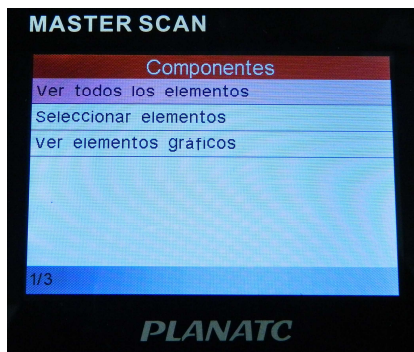 MASTER SCAN
Componentes
Ver todos los elementos
Seleccionar elementos
Ver elementos gráficos
1/3
PLANATC